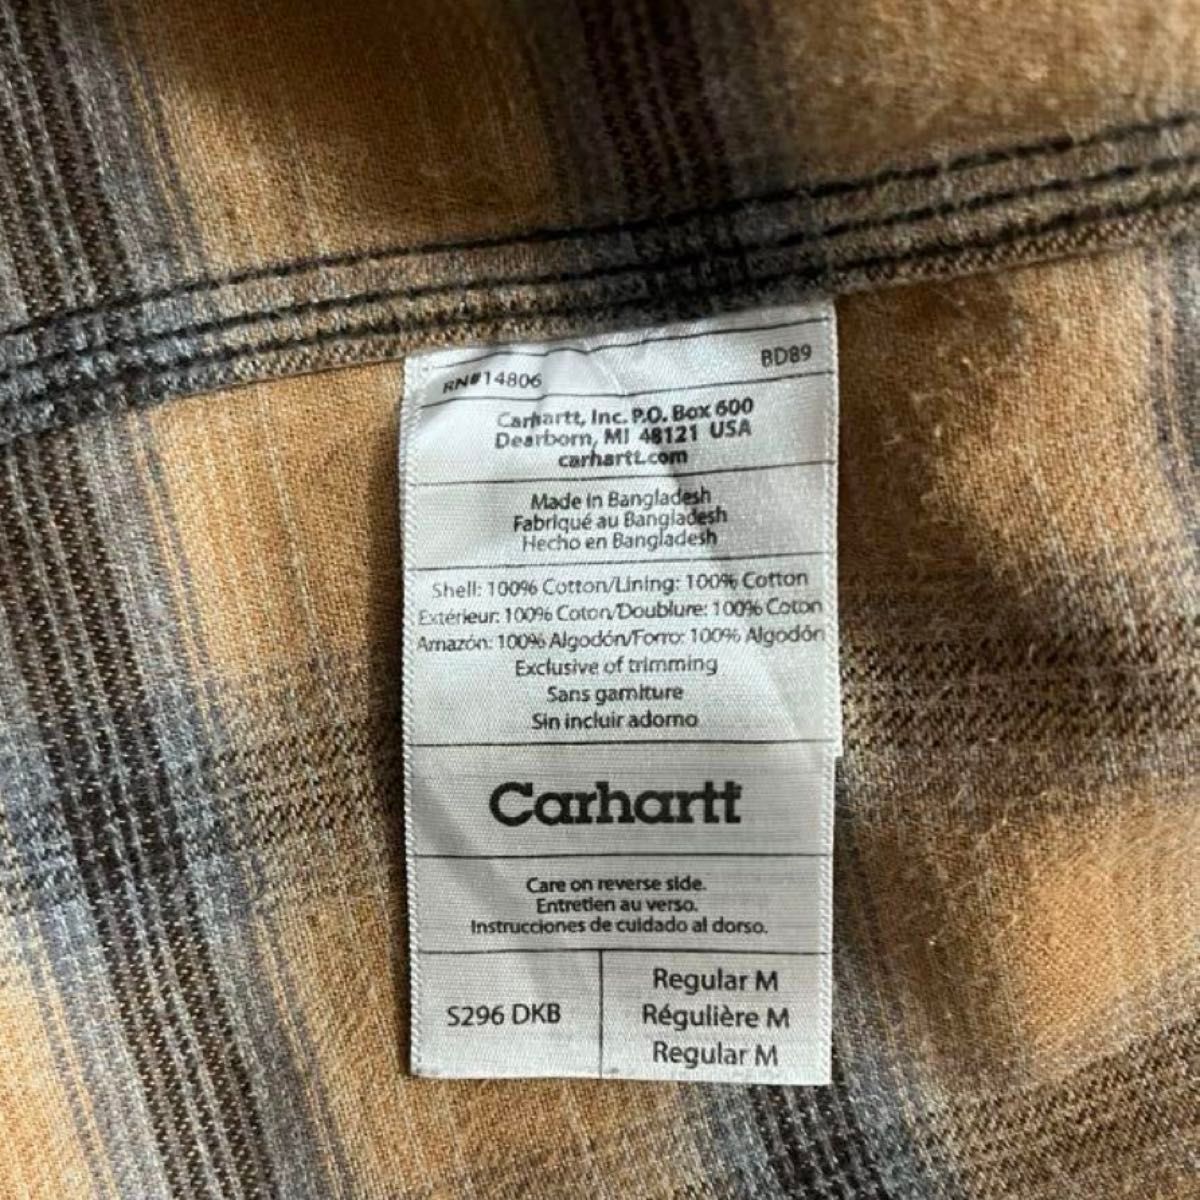 RN#14806 BD89
Carhartt, Inc. P.O. Box 600
Dearborn, MI 48121 USA
carhartt.com
Made in Bangladesh
Fabriqué au Bangladesh
Hecho en Bangladesh
Shell: 100% Cotton/Lining: 100% Cotton
Extérieur: 100% Coton/Doublure: 100% Coton
Amazón: 100% Algodón/Forro: 100% Algodón
Exclusive of trimming
Sans garniture
Sin incluir adorno
Carhartt
Care on reverse side.
Entretien au verso.
Instrucciones de cuidado al dorso.
S296 DKB
Regular M
Régulière M
Regular M